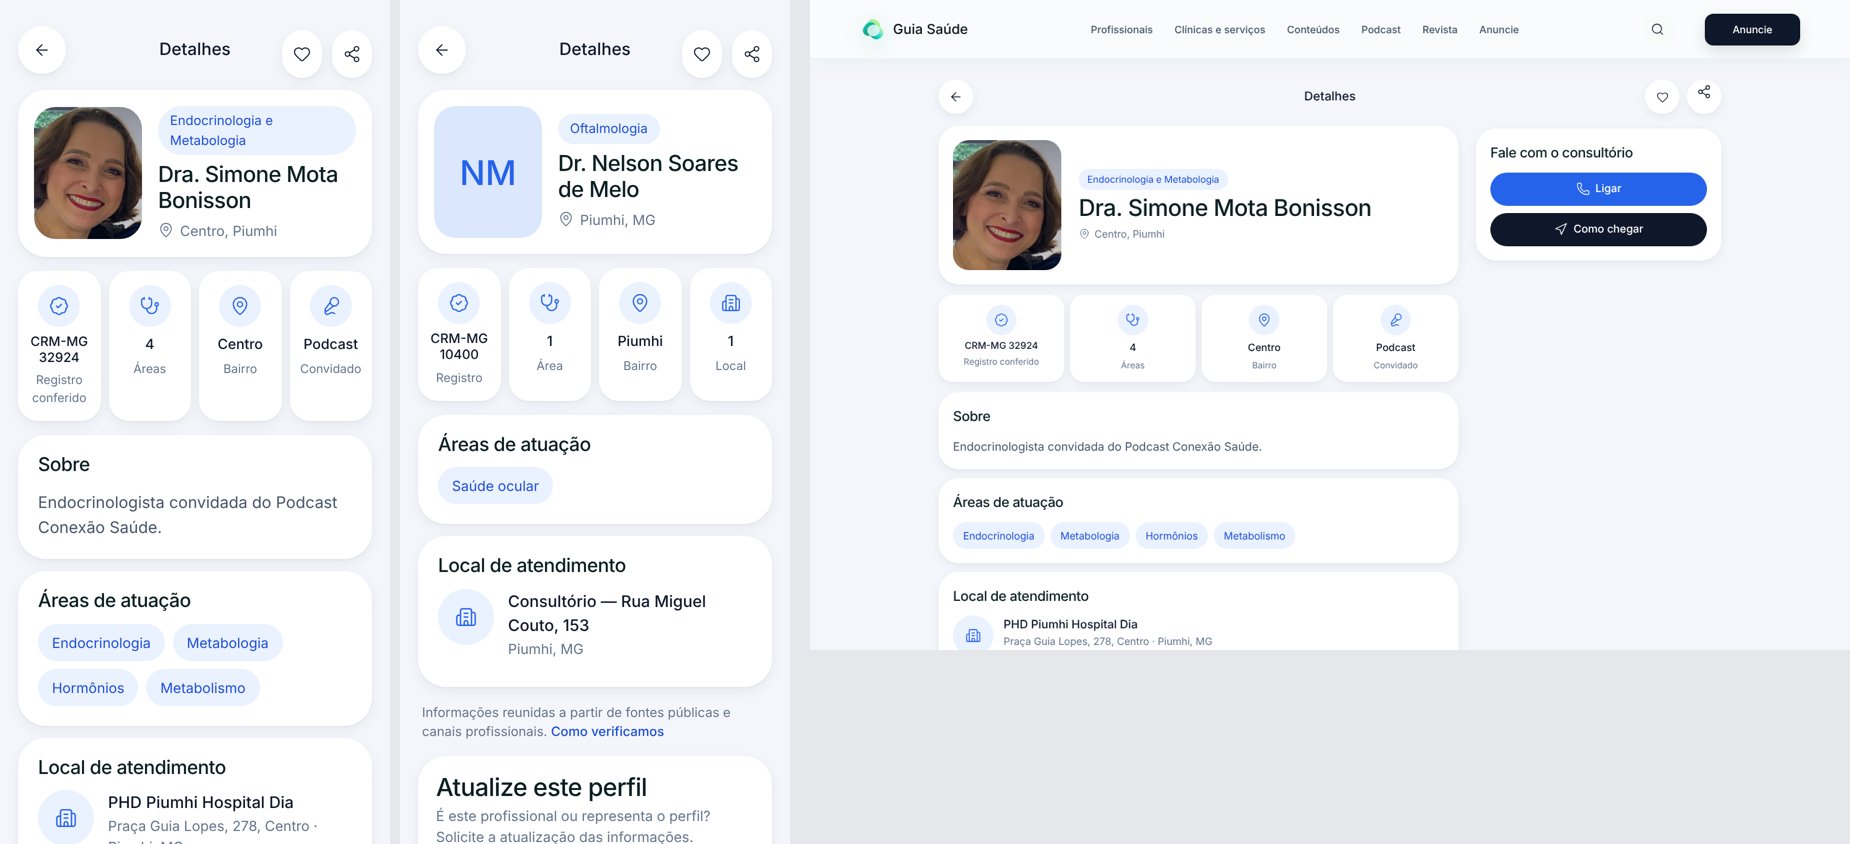 Detalhes
Endocrinologia e
Metabologia
Dra. Simone Mota
Bonisson
Centro, Piumhi
CRM-MG
32924
Registro
conferido
4
Áreas
Centro
Bairro
Podcast
Convidado
Sobre
Endocrinologista convidada do Podcast
Conexão Saúde.
Áreas de atuação
Endocrinologia
Metabologia
Hormônios
Metabolismo
Local de atendimento
PHD Piumhi Hospital Dia
Praça Guia Lopes, 278, Centro ·
Detalhes
NM
Oftalmologia
Dr. Nelson Soares
de Melo
Piumhi, MG
CRM-MG
10400
Registro
1
Área
Piumhi
Bairro
1
Local
Áreas de atuação
Saúde ocular
Local de atendimento
Consultório — Rua Miguel
Couto, 153
Piumhi, MG
Informações reunidas a partir de fontes públicas e
canais profissionais. Como verificamos
Atualize este perfil
É este profissional ou representa o perfil?
Solicite a atualização das informações.
Guia Saúde
Profissionais
Clínicas e serviços
Conteúdos
Podcast
Revista
Anuncie
Anuncie
Detalhes
Endocrinologia e Metabologia
Dra. Simone Mota Bonisson
Centro, Piumhi
CRM-MG 32924
Registro conferido
4
Áreas
Centro
Bairro
Podcast
Convidado
Sobre
Endocrinologista convidada do Podcast Conexão Saúde.
Áreas de atuação
Endocrinologia
Metabologia
Hormônios
Metabolismo
Local de atendimento
PHD Piumhi Hospital Dia
Praça Guia Lopes, 278, Centro · Piumhi, MG
Fale com o consultório
Ligar
Como chegar